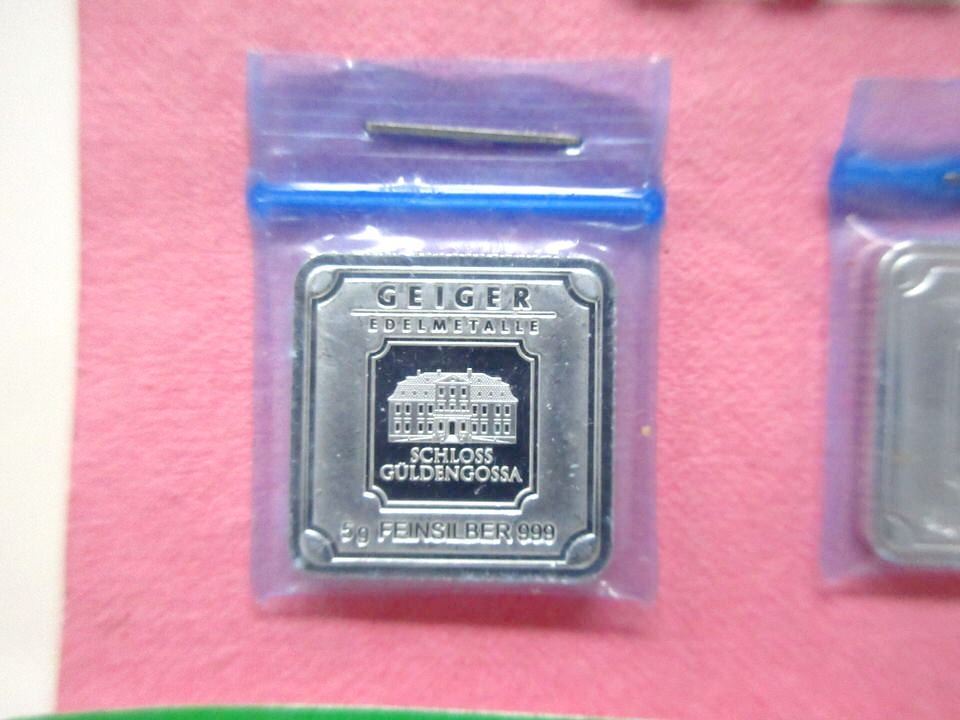 GEIGER
EDELMETALLE
SCHLOSS
GÜLDENGOSSA
5g FEINSILBER 999